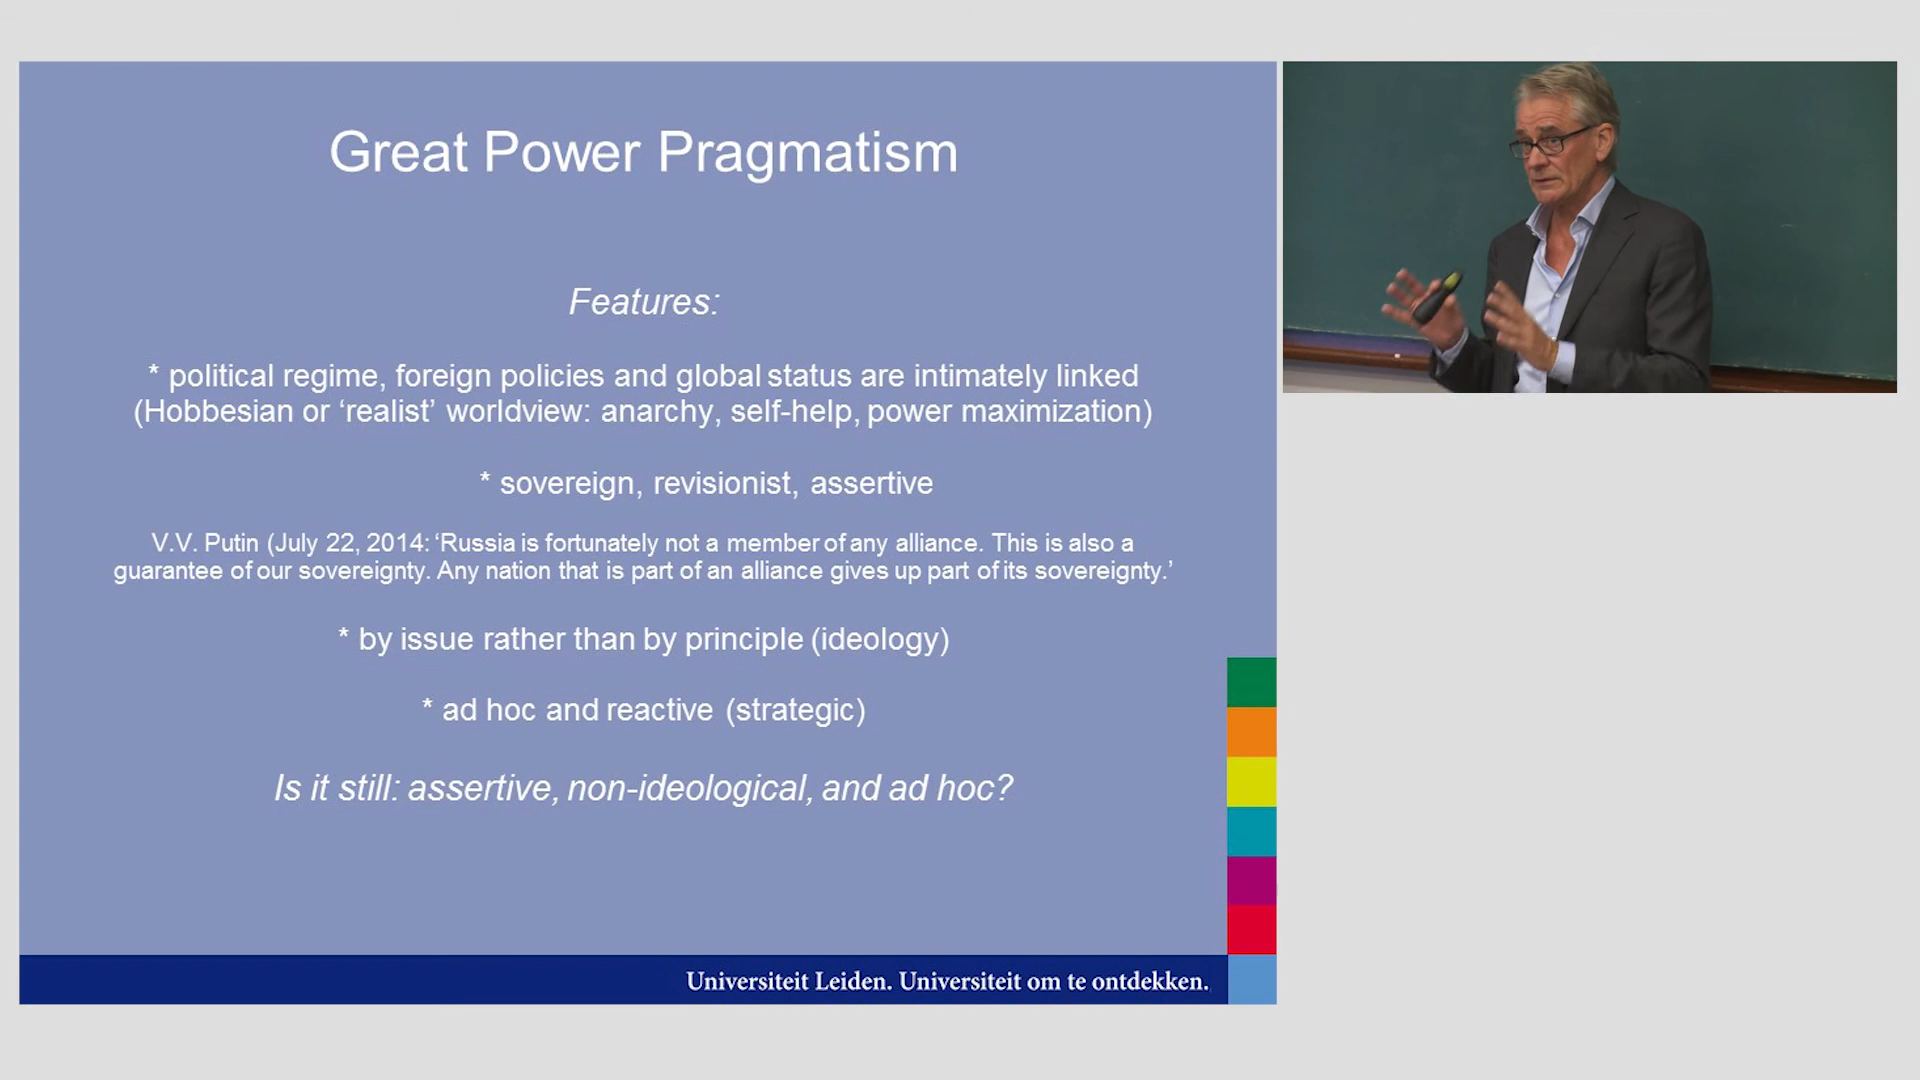 Great Power Pragmatism
Features:
* political regime, foreign policies and global status are intimately linked
(Hobbesian or ‘realist’ worldview: anarchy, self-help, power maximization)
* sovereign, revisionist, assertive
V.V. Putin (July 22, 2014: ‘Russia is fortunately not a member of any alliance. This is also a
guarantee of our sovereignty. Any nation that is part of an alliance gives up part of its sovereignty.’
* by issue rather than by principle (ideology)
* ad hoc and reactive (strategic)
Is it still: assertive, non-ideological, and ad hoc?
Universiteit Leiden. Universiteit om te ontdekken.